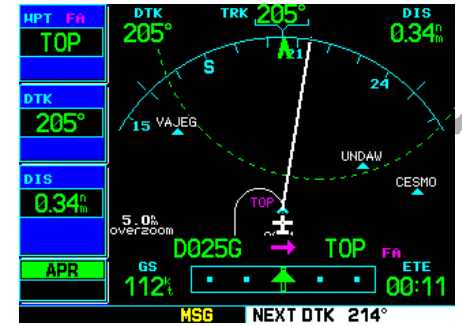 WPT FA
TOP
DTK
205°
DIS
0.34nm
APR
DTK
205°
TRK 205°
DIS
0.34nm
S
21
24
15
VAJEG
UNDAW
CESMO
TOP
5.0nm
overzoom
D025G → TOP FA
GS
112kt
ETE
00:11
MSG
NEXT DTK 214°